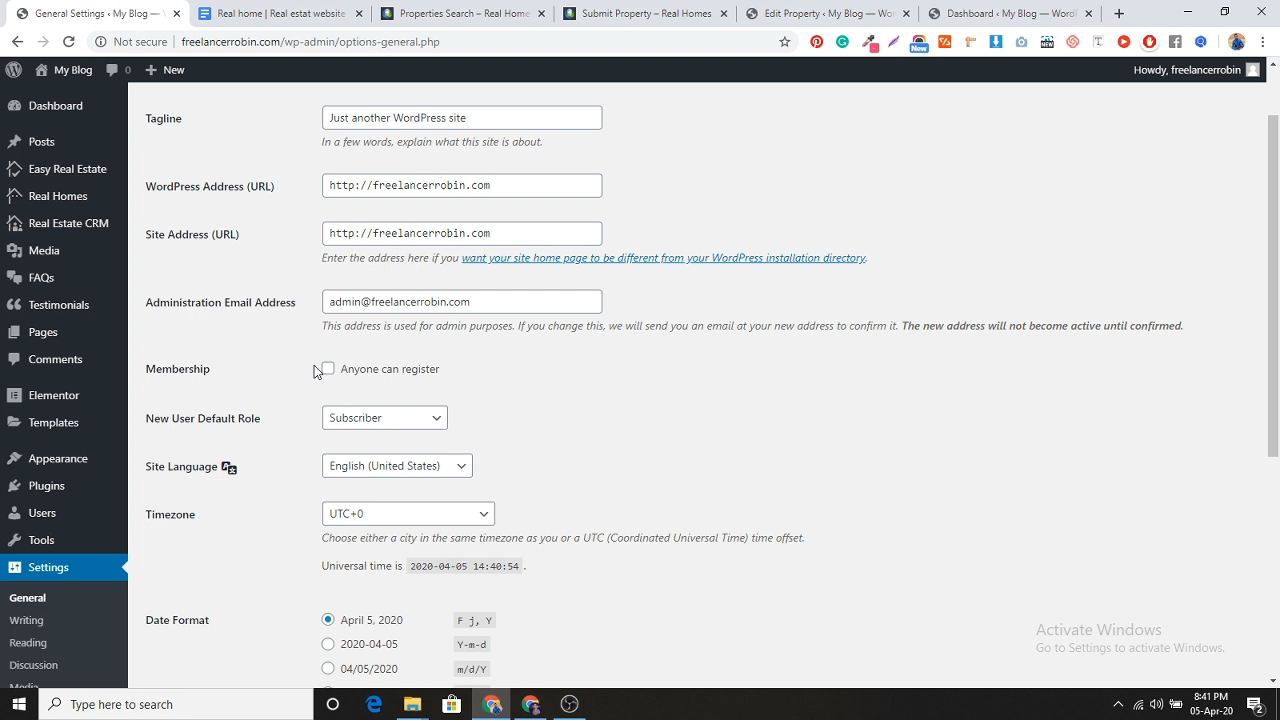 General Settings ‹ My Blog —
Real home | Real estat website
Properties Search – Real Home
Submit Property – Real Homes
Edit Property ‹ My Blog — Wor
Dashboard ‹ My Blog — WordP
Not secure | freelancerrobin.com/wp-admin/options-general.php
New
NEW
My Blog 0 New
Howdy, freelancerrobin
Dashboard
Posts
Easy Real Estate
Real Homes
Real Estate CRM
Media
FAQs
Testimonials
Pages
Comments
Elementor
Templates
Appearance
Plugins
Users
Tools
Settings
General
Writing
Reading
Discussion
Media
Tagline
Just another WordPress site
In a few words, explain what this site is about.
WordPress Address (URL)
http://freelancerrobin.com
Site Address (URL)
http://freelancerrobin.com
Enter the address here if you want your site home page to be different from your WordPress installation directory.
Administration Email Address
admin@freelancerrobin.com
This address is used for admin purposes. If you change this, we will send you an email at your new address to confirm it. The new address will not become active until confirmed.
Membership
Anyone can register
New User Default Role
Subscriber
Site Language
English (United States)
Timezone
UTC+0
Choose either a city in the same timezone as you or a UTC (Coordinated Universal Time) time offset.
Universal time is 2020-04-05 14:40:54 .
Date Format
April 5, 2020 F j, Y
2020-04-05 Y-m-d
04/05/2020 m/d/Y
Activate Windows
Go to Settings to activate Windows.
Type here to search
8:41 PM
05-Apr-20
2